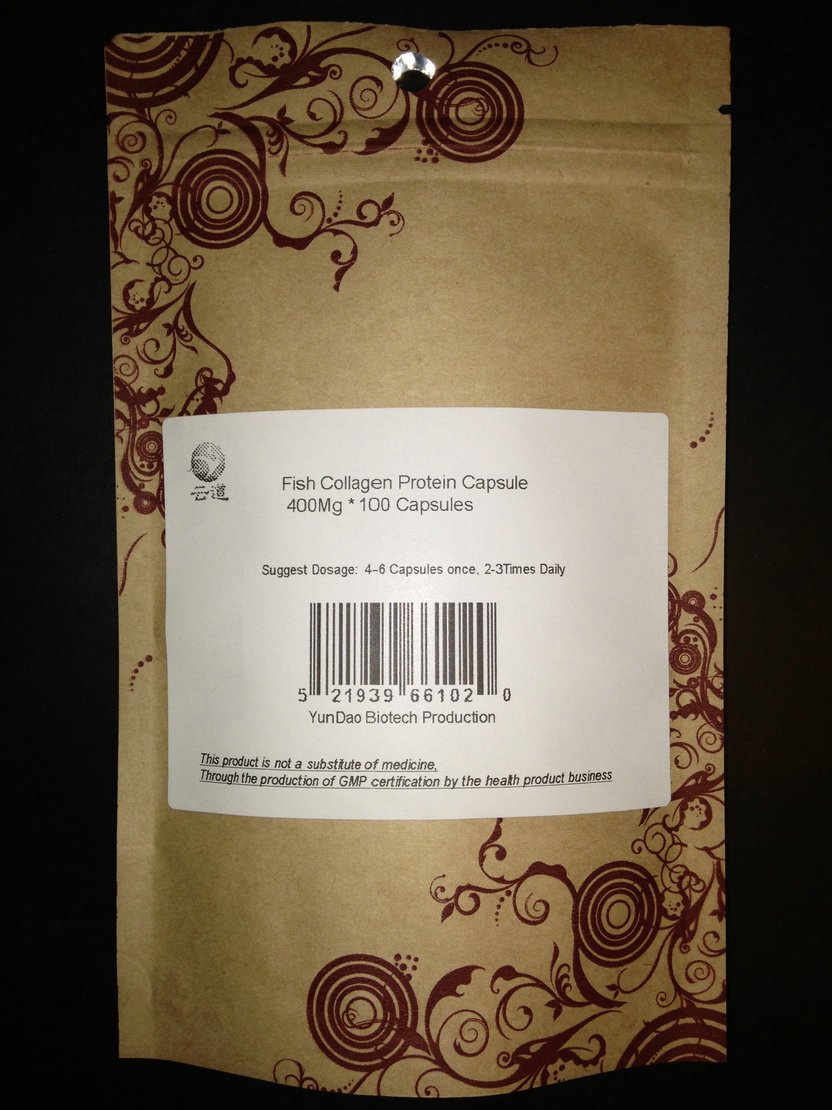 云道
Fish Collagen Protein Capsule
400Mg * 100 Capsules
Suggest Dosage: 4-6 Capsules once, 2-3Times Daily
5 21939 66102 0
YunDao Biotech Production
This product is not a substitute of medicine,
Through the production of GMP certification by the health product business